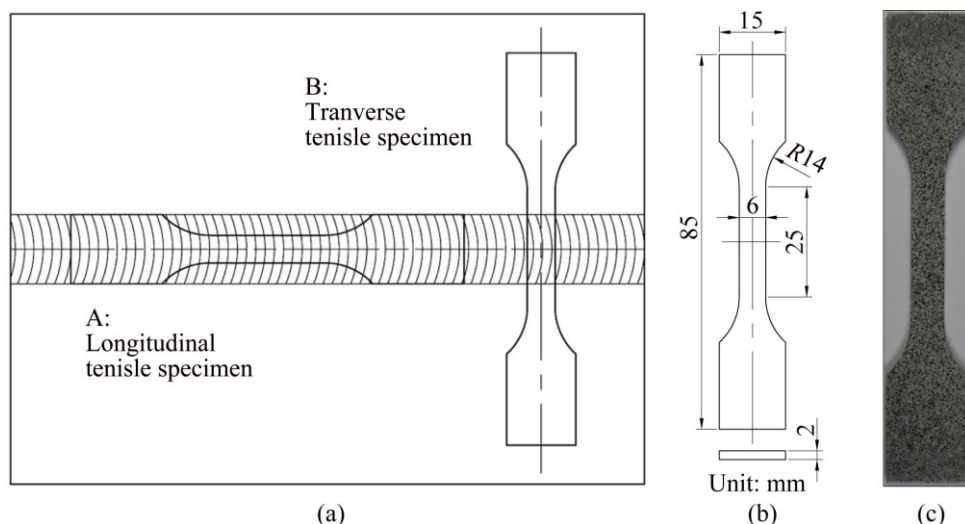 B:
Tranverse
tenisle specimen
A:
Longitudinal
tenisle specimen
(a)
15
85
R14
6
25
2
Unit: mm
(b)
(c)